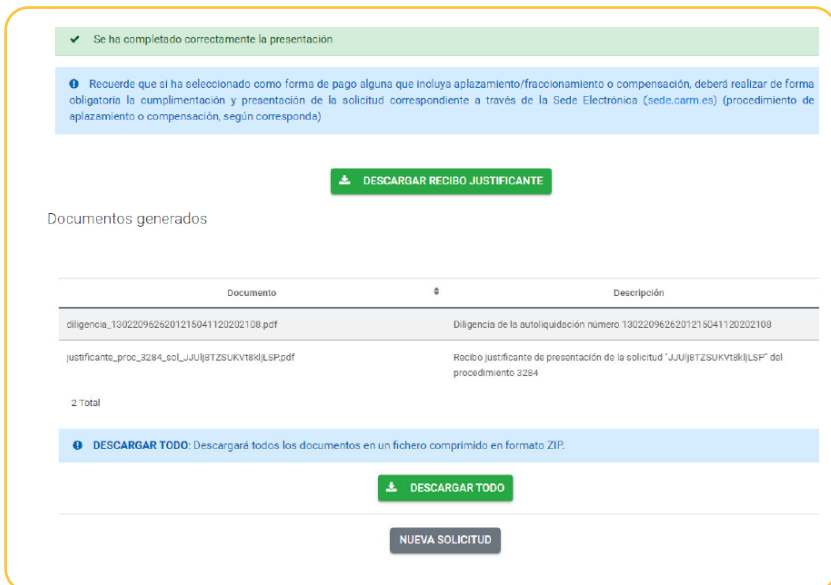 Se ha completado correctamente la presentación
Recuerde que si ha seleccionado como forma de pago alguna que incluya aplazamiento/fraccionamiento o compensación, deberá realizar de forma
obligatoria la cumplimentación y presentación de la solicitud correspondiente a través de la Sede Electrónica (sede.carm.es) (procedimiento de
aplazamiento o compensación, según corresponda)
DESCARGAR RECIBO JUSTIFICANTE
Documentos generados
Documento Descripción
diligencia_1302209626201215041120202108.pdf Diligencia de la autoliquidación número 1302209626201215041120202108
justificante_proc_3284_sol_JJUlj8TZSUKVt8kljLSP.pdf Recibo justificante de presentación de la solicitud "JJUlj8TZSUKVt8kljLSP" del
procedimiento 3284
2 Total
DESCARGAR TODO: Descargará todos los documentos en un fichero comprimido en formato ZIP.
DESCARGAR TODO
NUEVA SOLICITUD